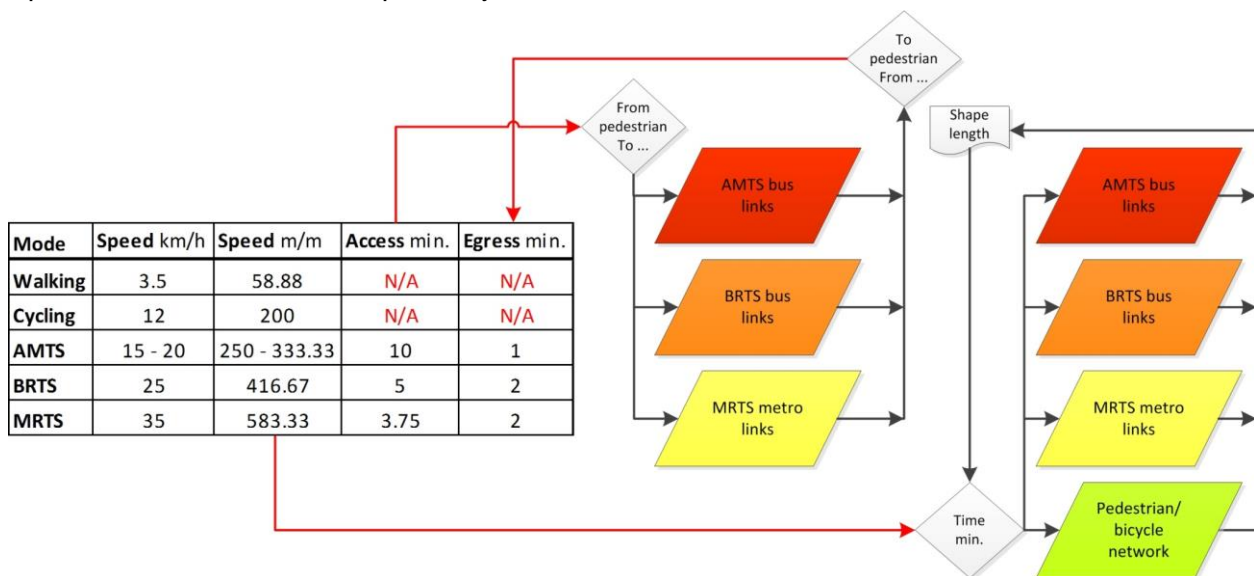 To
pedestrian
From ...
From
pedestrian
To ...
Shape
length
AMTS bus
links
AMTS bus
links
Mode Speed km/h Speed m/m Access min. Egress min.
Walking 3.5 58.88 N/A N/A
Cycling 12 200 N/A N/A
AMTS 15 - 20 250 - 333.33 10 1
BRTS 25 416.67 5 2
MRTS 35 583.33 3.75 2
BRTS bus
links
BRTS bus
links
MRTS metro
links
MRTS metro
links
Time
min.
Pedestrian/
bicycle
network